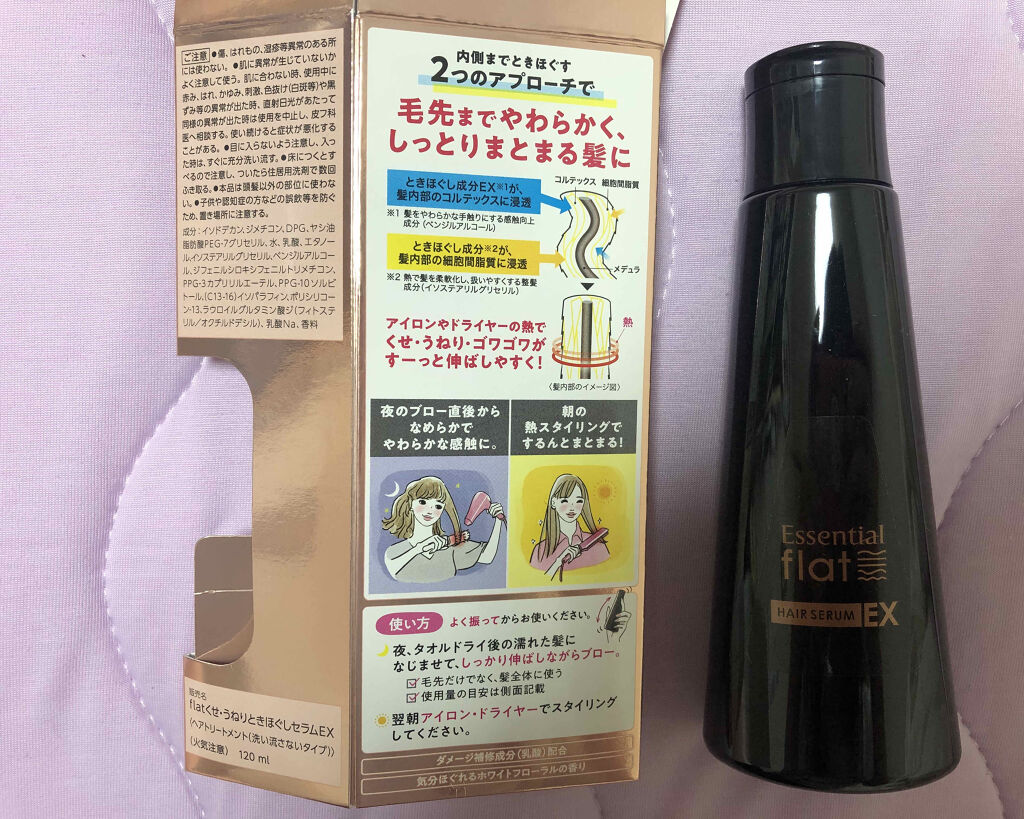 ご注意 ●傷、はれもの、湿疹等異常のある所
には使わない。●肌に異常が生じていないか
よく注意して使う。肌に合わない時、使用中に
赤み、はれ、かゆみ、刺激、色抜け(白斑等)や黒
ずみ等の異常が出た時、直射日光があたって
同様の異常が出た時は使用を中止し、皮フ科
医へ相談する。使い続けると症状が悪化する
ことがある。●目に入らないよう注意し、入っ
た時は、すぐに充分洗い流す。●床につくとす
べるので注意し、ついたら住居用洗剤で数回
ふき取る。●本品は頭髪以外の部位に使わな
い。●子供や認知症の方などの誤飲等を防ぐ
ため、置き場所に注意する。
成分:イソドデカン、ジメチコン、DPG、ヤシ油
脂肪酸PEG-7グリセリル、水、乳酸、エタノー
ル、イソステアリルグリセリル、ベンジルアルコー
ル、ジフェニルシロキシフェニルトリメチコン、
PPG-3カプリリルエーテル、PPG-10ソルビ
トール、(C13-16)イソパラフィン、ポリシリコー
ン-13、ラウロイルグルタミン酸ジ(フィトステ
リル/オクチルドデシル)、乳酸Na、香料
販売名
flatくせ・うねりときほぐしセラムEX
〈ヘアトリートメント(洗い流さないタイプ)〉
(火気注意) 120 ml
内側までときほぐす
2つのアプローチで
毛先までやわらかく、
しっとりまとまる髪に
ときほぐし成分EX※1が、
髪内部のコルテックスに浸透
※1 髪をやわらかな手触りにする感触向上
成分(ベンジルアルコール)
ときほぐし成分※2が、
髪内部の細胞間脂質に浸透
※2 熱で髪を柔軟化し、扱いやすくする整髪
成分(イソステアリルグリセリル)
コルテックス 細胞間脂質
メデュラ
アイロンやドライヤーの熱で
くせ・うねり・ゴワゴワが
すーっと伸ばしやすく!
熱
〈髪内部のイメージ図〉
夜のブロー直後から
なめらかで
やわらかな感触に。
朝の
熱スタイリングで
するんとまとまる!
使い方 よく振ってからお使いください。
夜、タオルドライ後の濡れた髪に
なじませて、しっかり伸ばしながらブロー。
毛先だけでなく、髪全体に使う
使用量の目安は側面記載
翌朝アイロン・ドライヤーでスタイリング
してください。
ダメージ補修成分(乳酸)配合
気分ほぐれるホワイトフローラルの香り
Essential
flat
HAIR SERUM EX